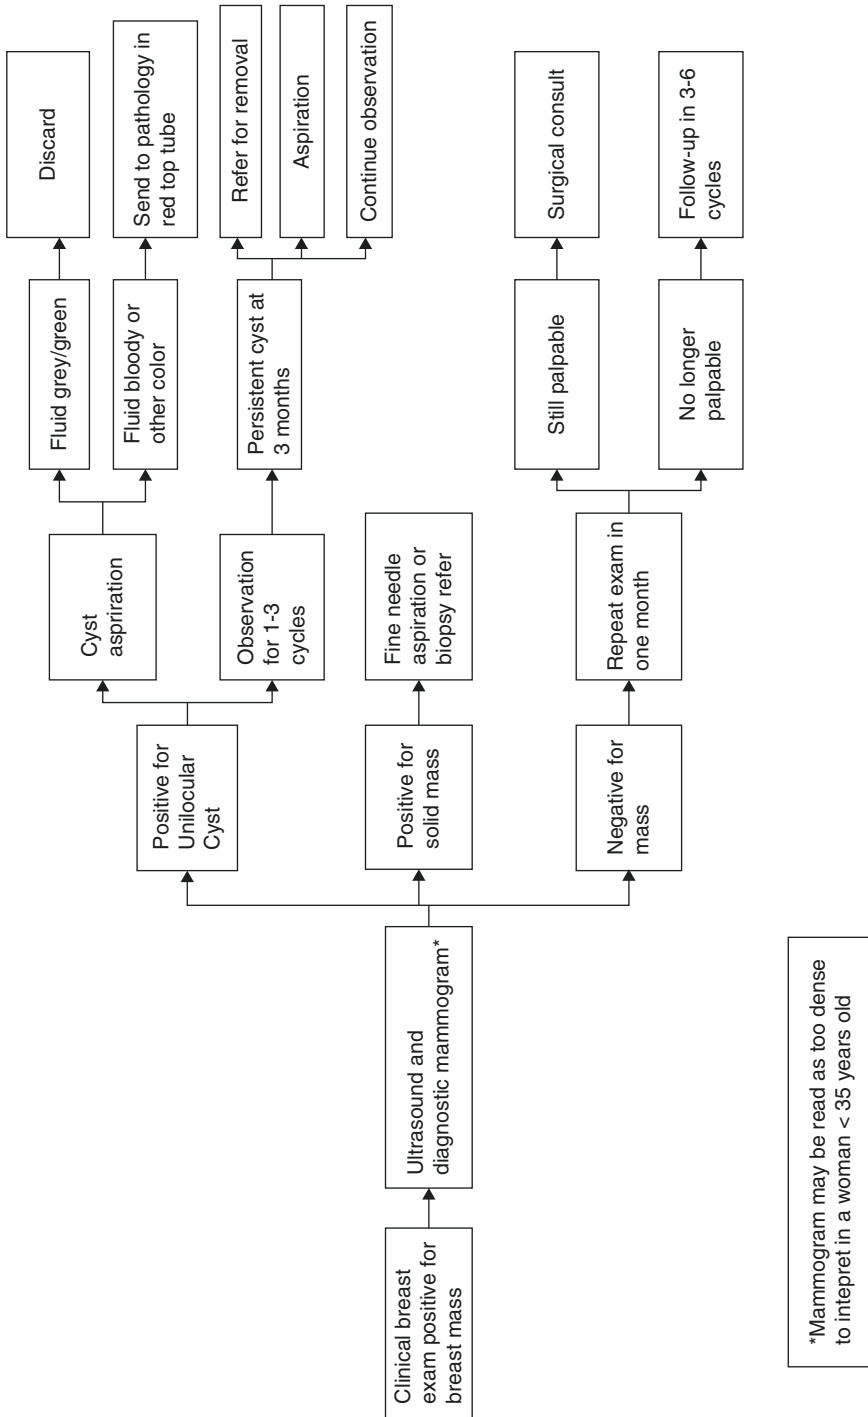 Clinical breast
exam positive for
breast mass
Ultrasound and
diagnostic mammogram*
Positive for
Unilocular
Cyst
Cyst
aspriration
Fluid grey/green
Discard
Fluid bloody or
other color
Send to pathology in
red top tube
Observation
for 1-3
cycles
Persistent cyst at
3 months
Refer for removal
Aspiration
Continue observation
Positive for
solid mass
Fine needle
aspiration or
biopsy refer
Negative for
mass
Repeat exam in
one month
Still palpable
Surgical consult
No longer
palpable
Follow-up in 3-6
cycles
*Mammogram may be read as too dense
to intepret in a woman < 35 years old